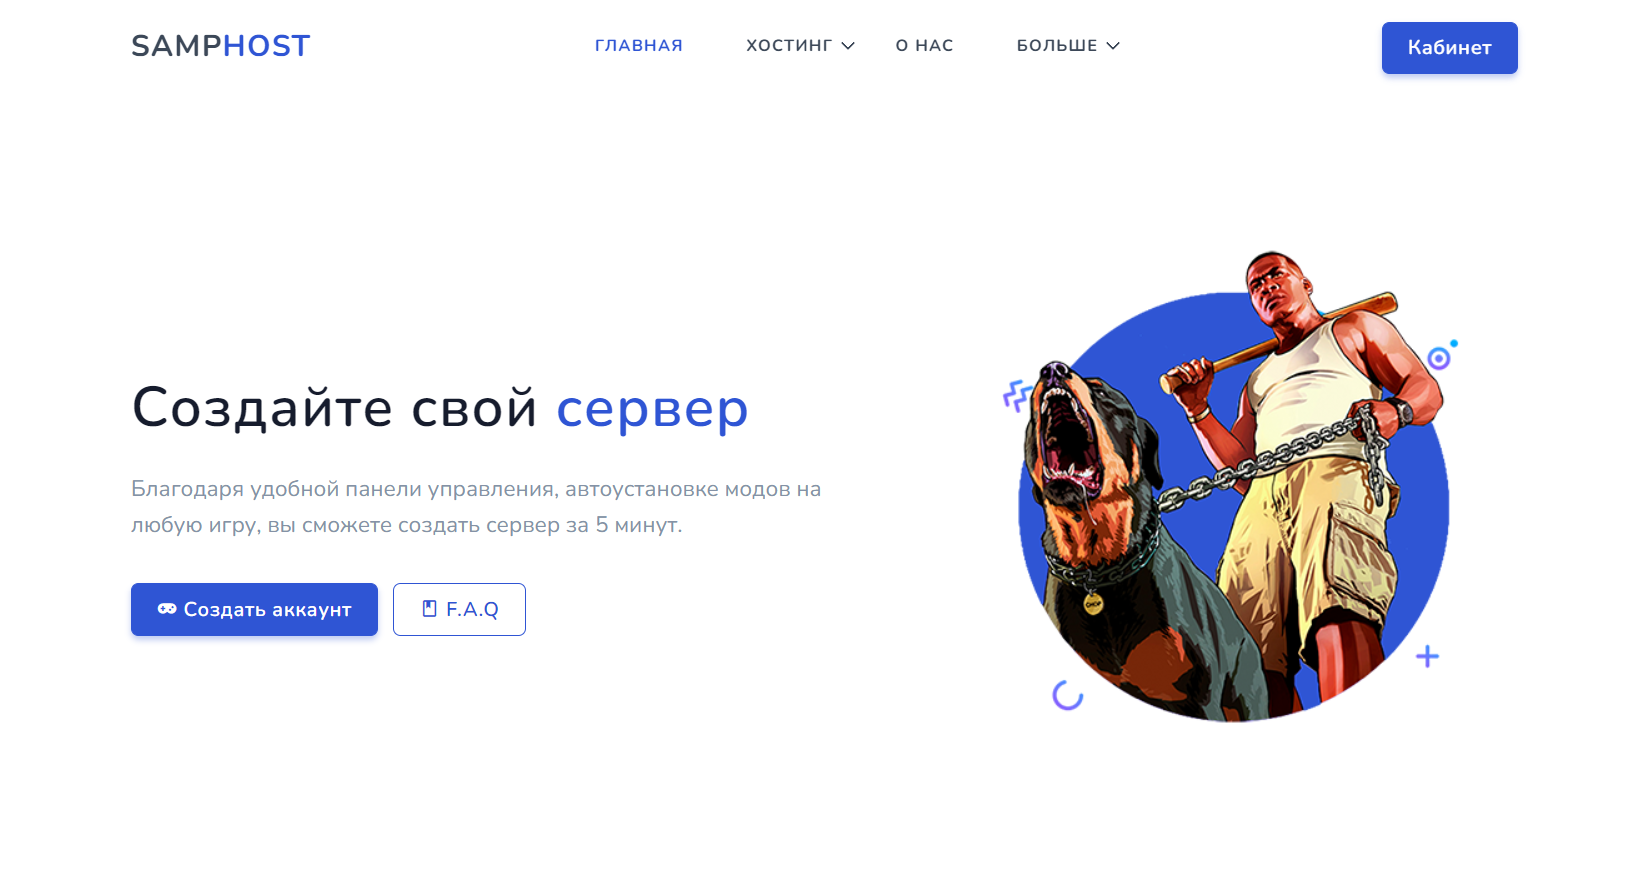 SAMPHOST
ГЛАВНАЯ
ХОСТИНГ
О НАС
БОЛЬШЕ
Кабинет
Создайте свой сервер
Благодаря удобной панели управления, автоустановке модов на
любую игру, вы сможете создать сервер за 5 минут.
Создать аккаунт
F.A.Q
CHOP